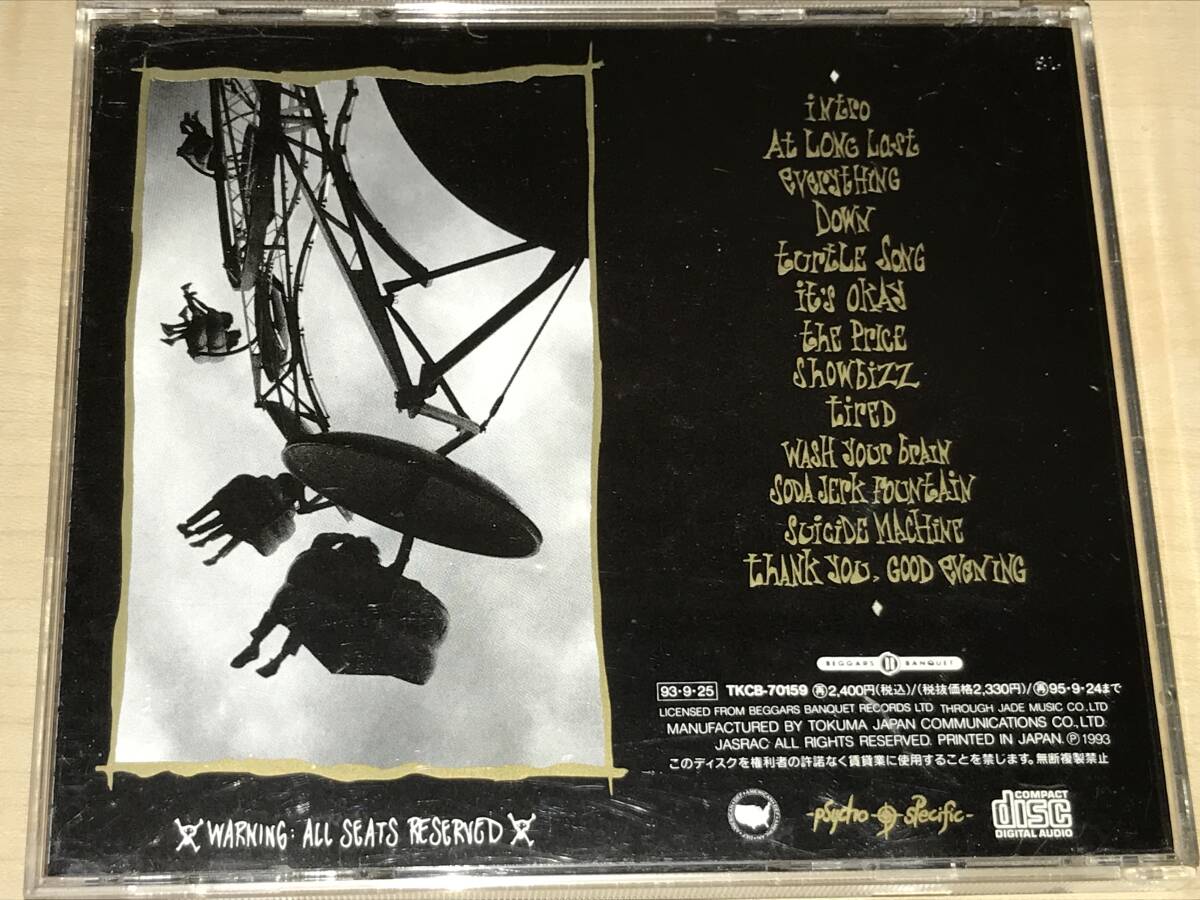 intro
At Long Last
Everything
Down
turtle Song
it's Okay
the Price
Showbizz
tired
Wash Your Brain
Soda Jerk Fountain
Suicide Machine
thank You, Good Evening
BEGGARS BANQUET
93・9・25 TKCB-70159 再2,400円(税込)/(税抜価格2,330円)/再95・9・24まで
LICENSED FROM BEGGARS BANQUET RECORDS LTD THROUGH JADE MUSIC CO.,LTD
MANUFACTURED BY TOKUMA JAPAN COMMUNICATIONS CO.,LTD.
JASRAC ALL RIGHTS RESERVED. PRINTED IN JAPAN. Ⓟ1993
このディスクを権利者の許諾なく賃貸業に使用することを禁じます。無断複製禁止
WARNING: ALL SEATS RESERVED
-psycho specific-
COMPACT
disc
DIGITAL AUDIO